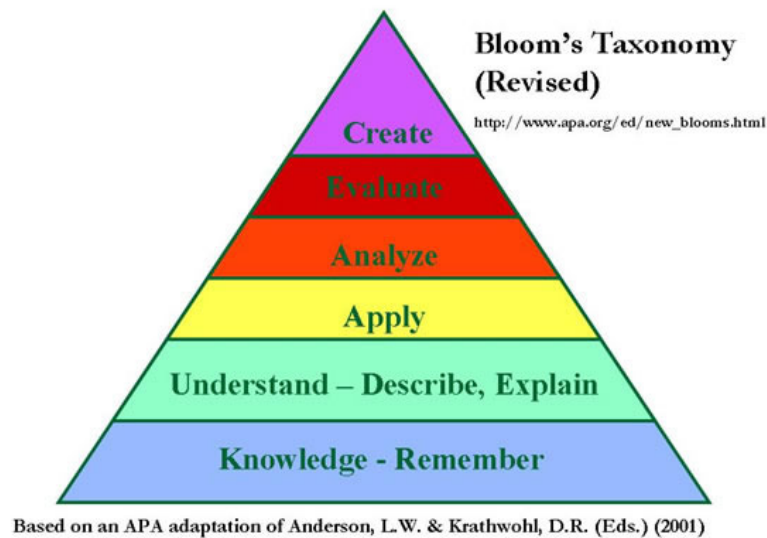 Bloom's Taxonomy
(Revised)
http://www.apa.org/ed/new_blooms.html
Create
Evaluate
Analyze
Apply
Understand – Describe, Explain
Knowledge - Remember
Based on an APA adaptation of Anderson, L.W. & Krathwohl, D.R. (Eds.) (2001)